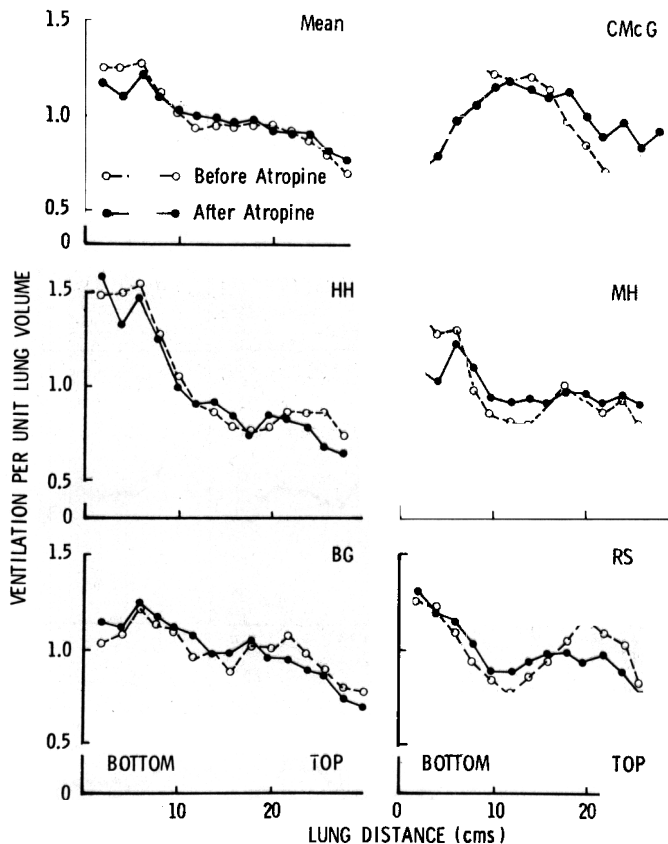 1.5
Mean
CMcG
1.0
Before Atropine
After Atropine
0.5
0
VENTILATION PER UNIT LUNG VOLUME
1.5
HH
MH
1.0
0.5
0
1.5
BG
RS
1.0
0.5
BOTTOM TOP
BOTTOM TOP
0
10 20
0 10 20
LUNG DISTANCE (cms)